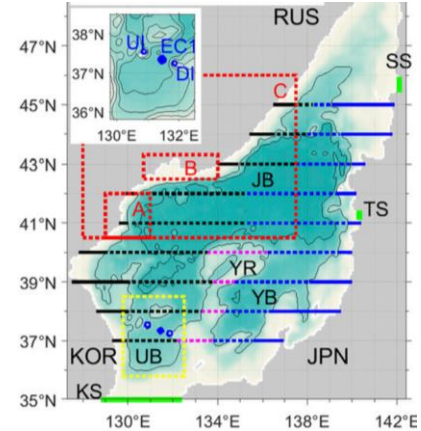 RUS
38°N
UI
EC1
37°N
DI
36°N
130°E 132°E
47°N
SS
45°N
C
43°N
B
JB
A
TS
41°N
YR
39°N
YB
37°N
KOR
UB
JPN
KS
35°N
130°E 134°E 138°E 142°E